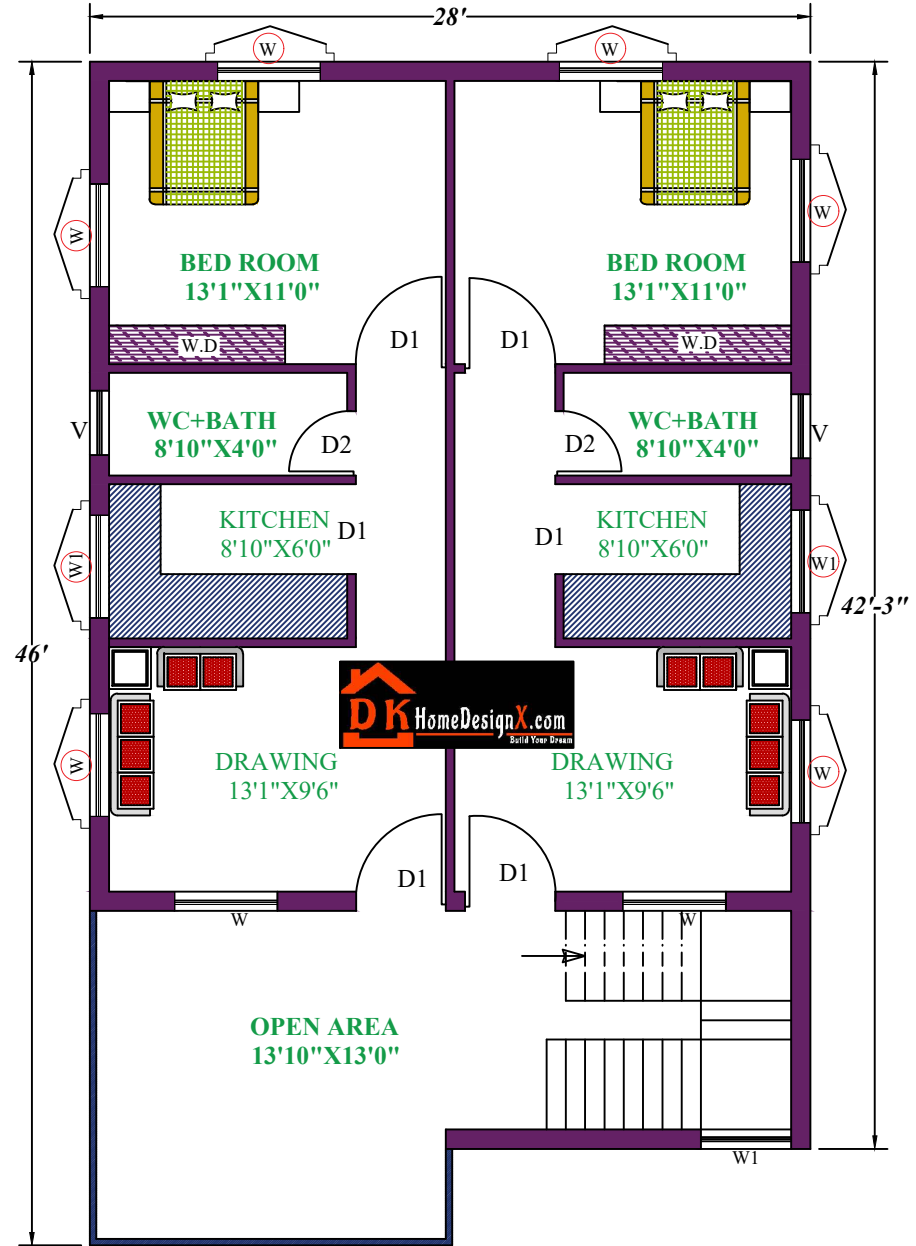 28'
W
W
W
W
BED ROOM
13'1"X11'0"
BED ROOM
13'1"X11'0"
D1
D1
W.D
W.D
V
WC+BATH
8'10"X4'0"
D2
D2
WC+BATH
8'10"X4'0"
V
W1
KITCHEN
8'10"X6'0"
D1
D1
KITCHEN
8'10"X6'0"
W1
42'-3"
46'
DK HomeDesignX.com
Build Your Dream
W
DRAWING
13'1"X9'6"
DRAWING
13'1"X9'6"
W
D1
D1
W
W
OPEN AREA
13'10"X13'0"
W1